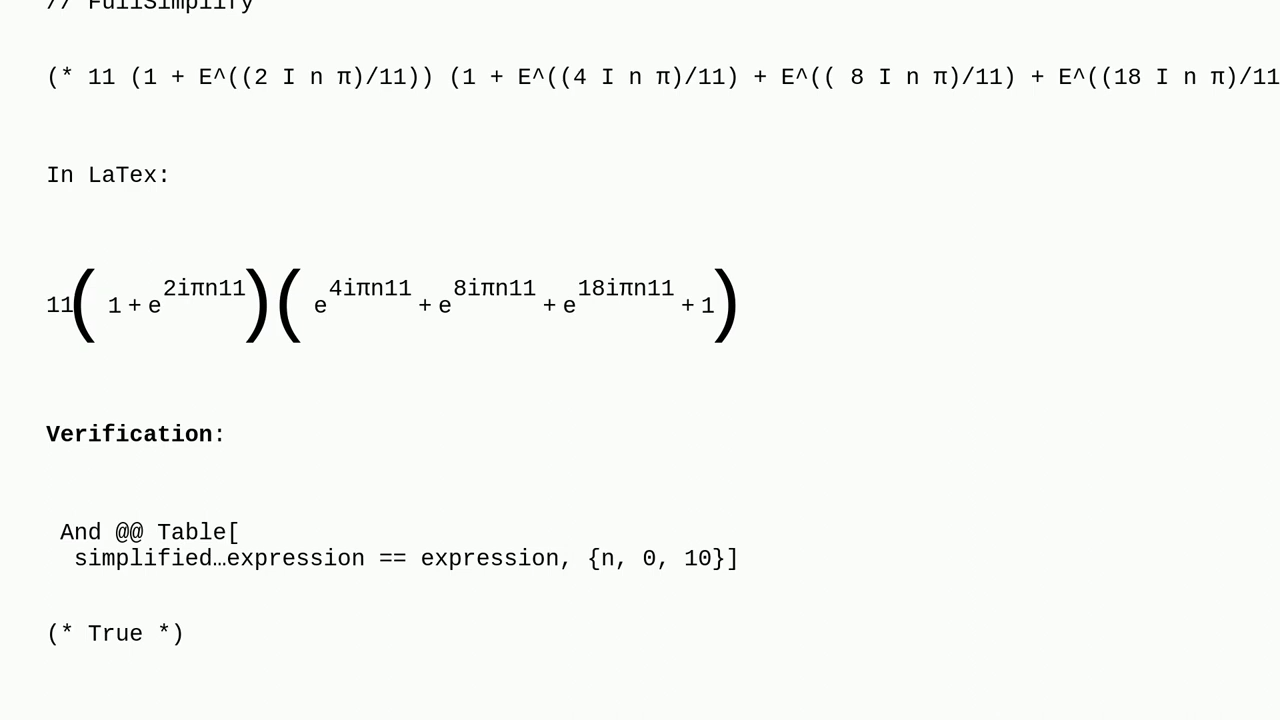 // FullSimplify
(* 11 (1 + E^((2 I n π)/11)) (1 + E^((4 I n π)/11) + E^(( 8 I n π)/11) + E^((18 I n π)/11
In LaTex:
11( 1 + e^2iπn11)( e^4iπn11 + e^8iπn11 + e^18iπn11 + 1)
Verification:
And @@ Table[
simplified…expression == expression, {n, 0, 10}]
(* True *)